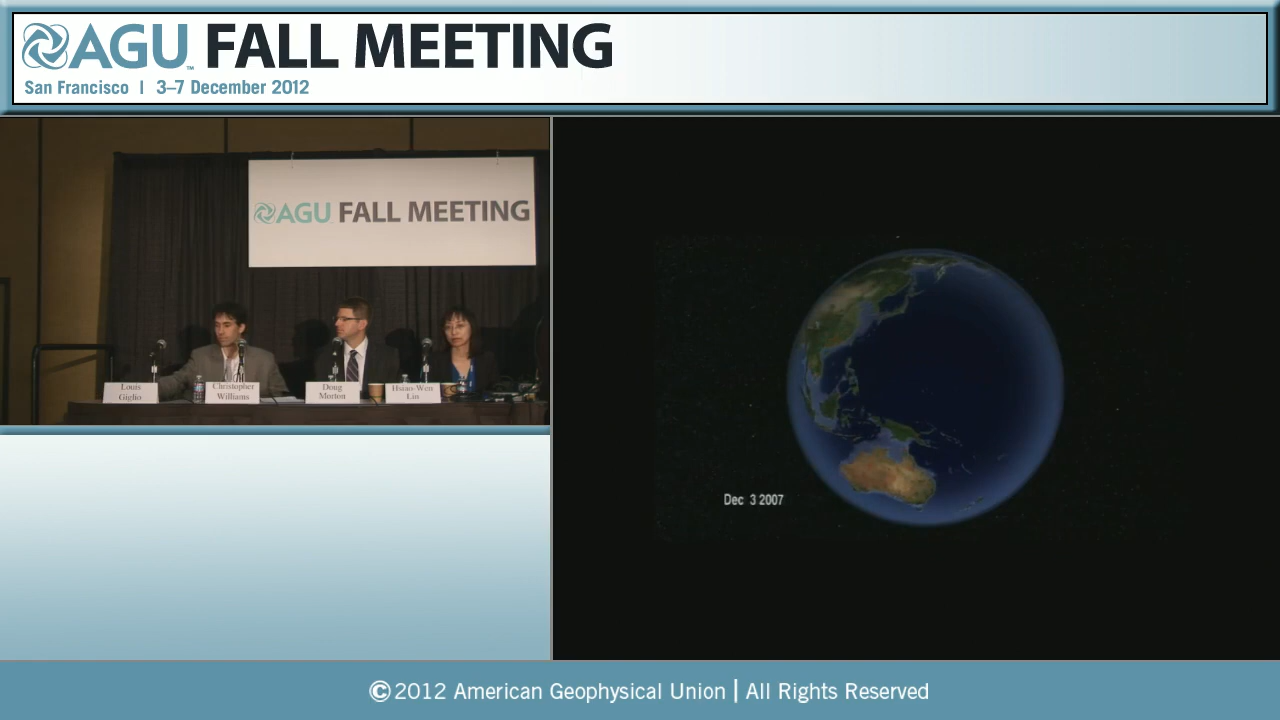 AGU™ FALL MEETING
San Francisco | 3–7 December 2012
AGU FALL MEETING
Louis
Giglio
Christopher
Williams
Doug
Morton
Hsiao-Wen
Lin
Dec 3 2007
©2012 American Geophysical Union | All Rights Reserved